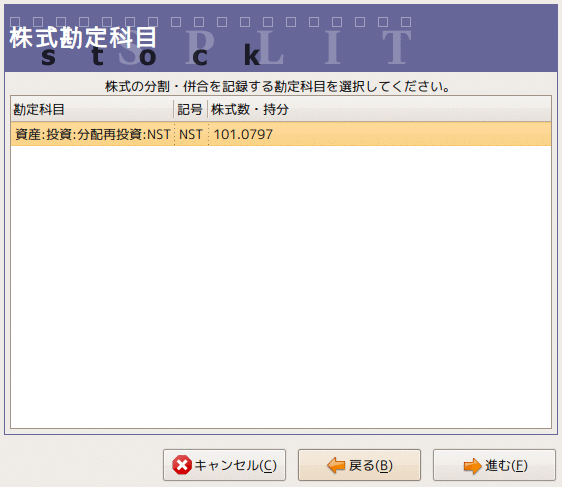 株式勘定科目
stock SPLIT
株式の分割・併合を記録する勘定科目を選択してください。
勘定科目 記号 株式数・持分
資産:投資:分配再投資:NST NST 101.0797
キャンセル(C) 戻る(B) 進む(F)